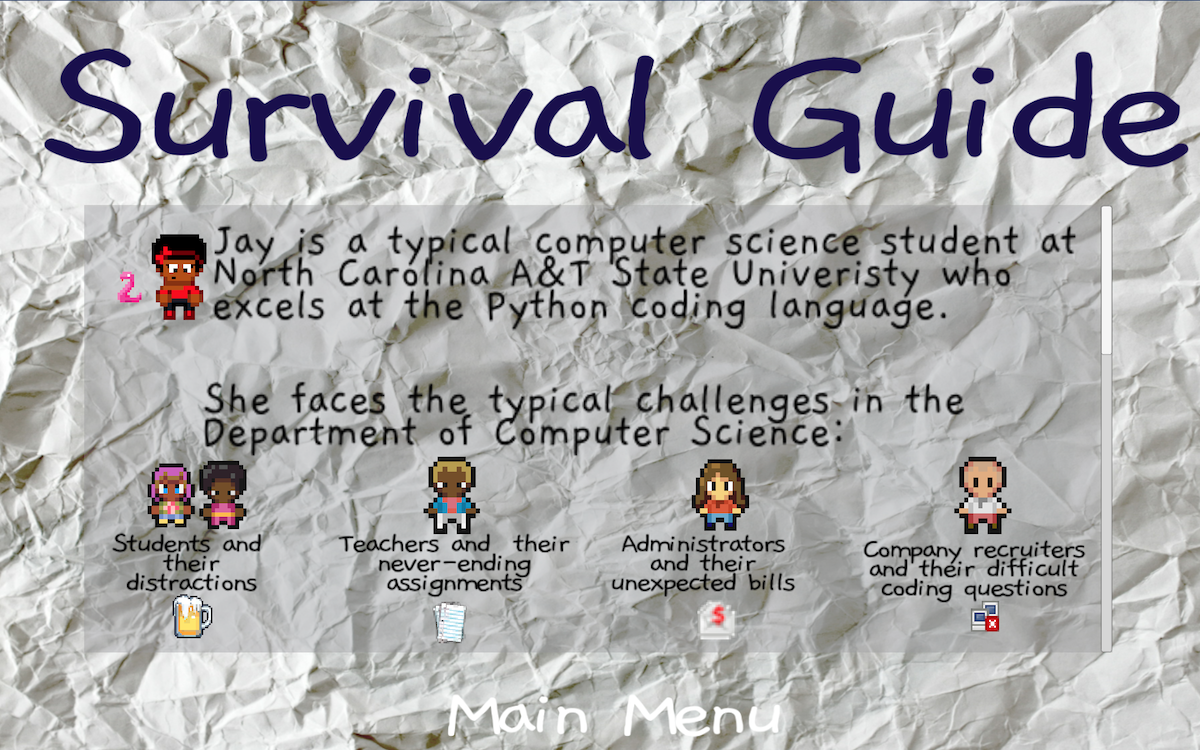 Survival Guide
Jay is a typical computer science student at
North Carolina A&T State Univeristy who
excels at the Python coding language.
She faces the typical challenges in the
Department of Computer Science:
Students and
their
distractions
Teachers and their
never-ending
assignments
Administrators
and their
unexpected bills
Company recruiters
and their difficult
coding questions
$
Main Menu